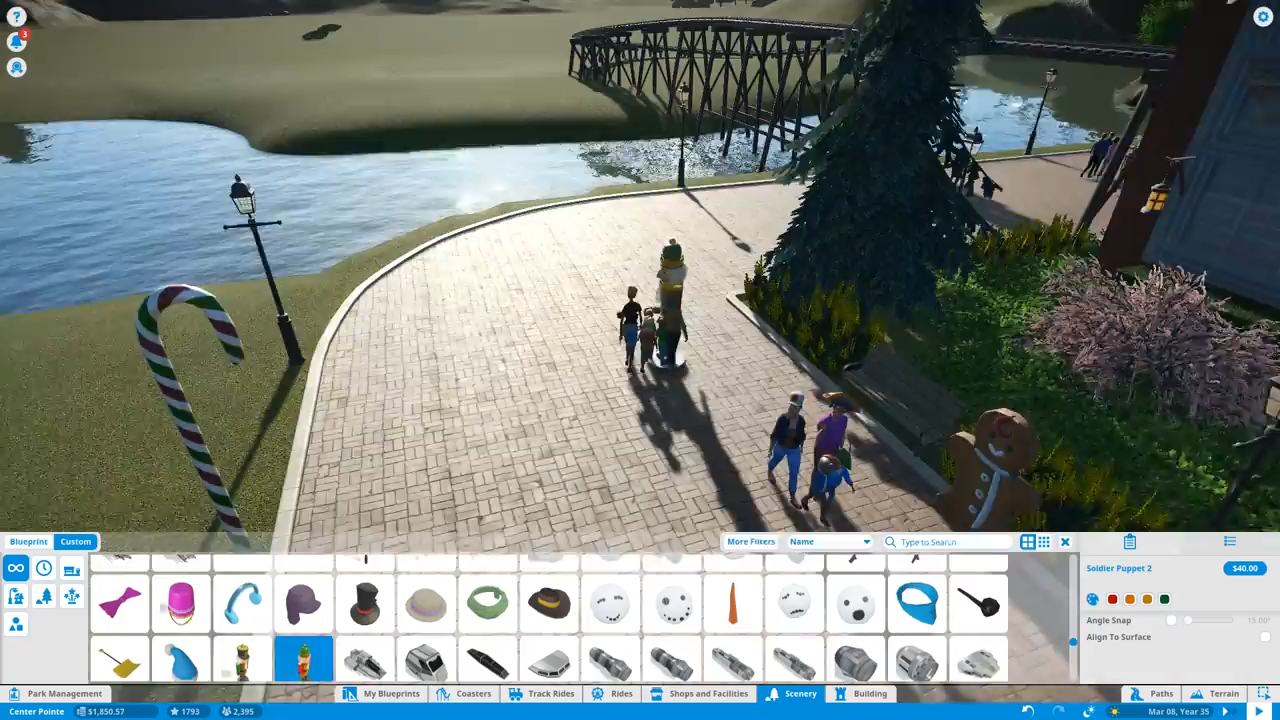 3
Blueprint Custom
More Filters Name Type to Search
Soldier Puppet 2 $40.00
Angle Snap 15.00°
Align To Surface
Park Management My Blueprints Coasters Track Rides Rides Shops and Facilities Scenery Building Paths Terrain
Center Pointe $1,850.57 1793 2,395 Mar 08, Year 35